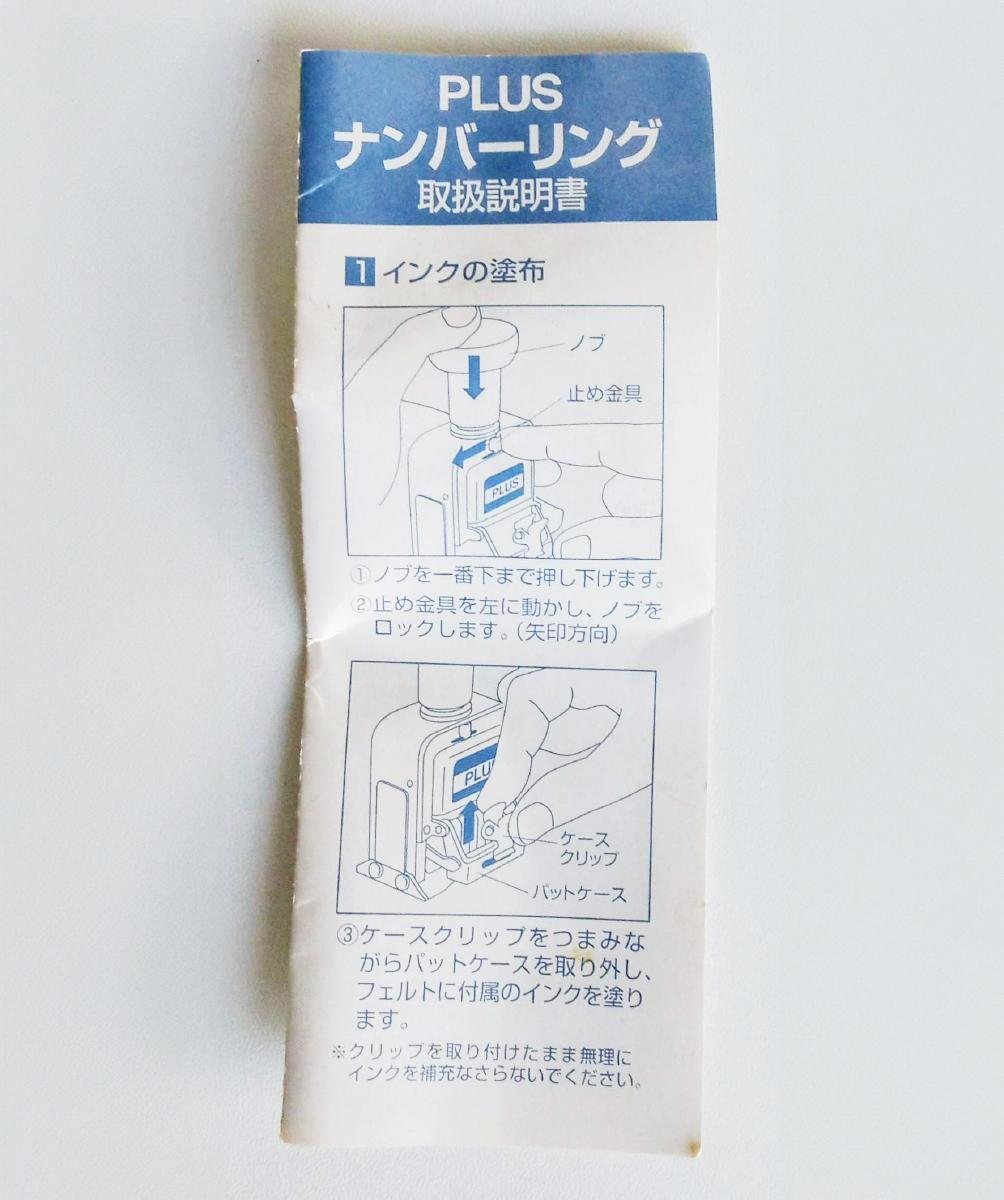 PLUS
ナンバーリング
取扱説明書
1 インクの塗布
ノブ
止め金具
PLUS
①ノブを一番下まで押し下げます。
②止め金具を左に動かし、ノブを
ロックします。(矢印方向)
PLU
ケース
クリップ
パットケース
③ケースクリップをつまみな
がらパットケースを取り外し、
フェルトに付属のインクを塗り
ます。
※クリップを取り付けたまま無理に
インクを補充なさらないでください。